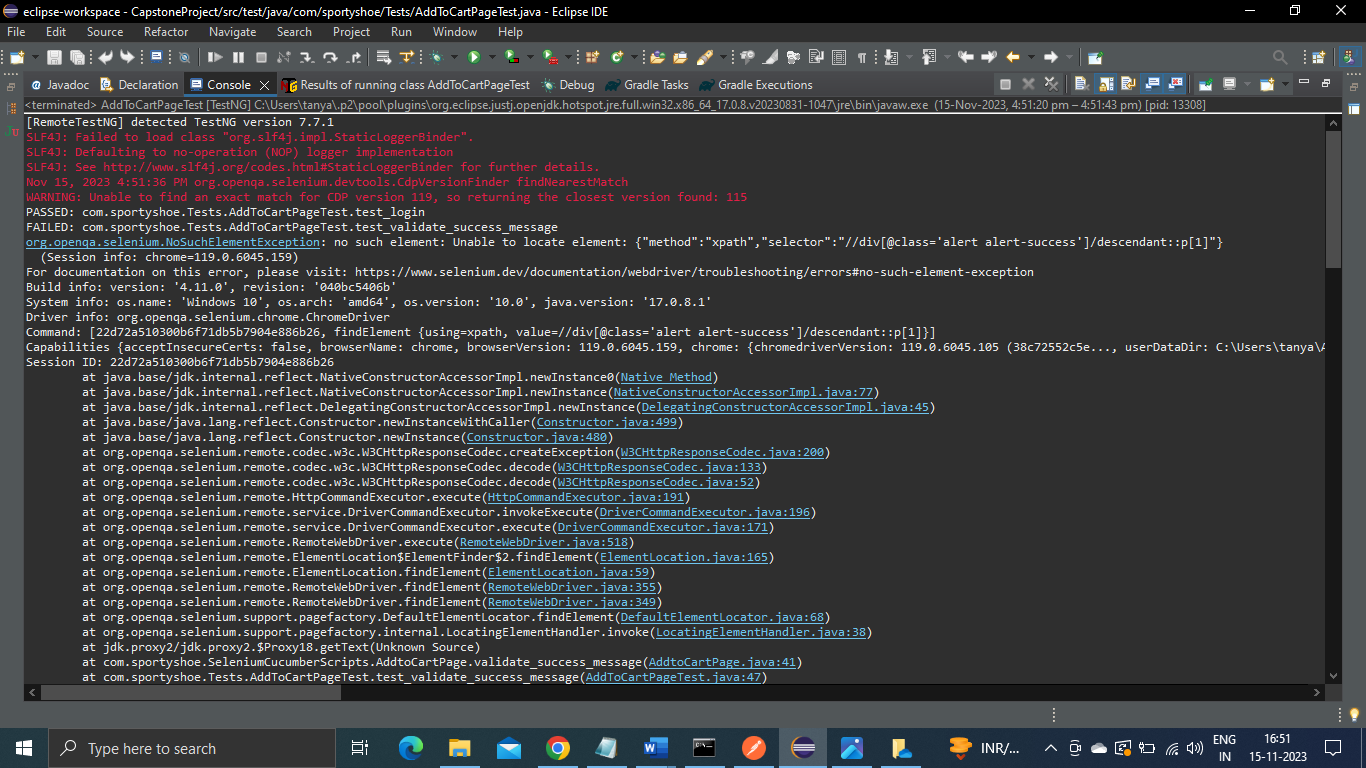 eclipse-workspace - CapstoneProject/src/test/java/com/sportyshoe/Tests/AddToCartPageTest.java - Eclipse IDE
File Edit Source Refactor Navigate Search Project Run Window Help
@ Javadoc Declaration Console Results of running class AddToCartPageTest Debug Gradle Tasks Gradle Executions
<terminated> AddToCartPageTest [TestNG] C:\Users\tanya\.p2\pool\plugins\org.eclipse.justj.openjdk.hotspot.jre.full.win32.x86_64_17.0.8.v20230831-1047\jre\bin\javaw.exe (15-Nov-2023, 4:51:20 pm – 4:51:43 pm) [pid: 13308]
[RemoteTestNG] detected TestNG version 7.7.1
SLF4J: Failed to load class "org.slf4j.impl.StaticLoggerBinder".
SLF4J: Defaulting to no-operation (NOP) logger implementation
SLF4J: See http://www.slf4j.org/codes.html#StaticLoggerBinder for further details.
Nov 15, 2023 4:51:36 PM org.openqa.selenium.devtools.CdpVersionFinder findNearestMatch
WARNING: Unable to find an exact match for CDP version 119, so returning the closest version found: 115
PASSED: com.sportyshoe.Tests.AddToCartPageTest.test_login
FAILED: com.sportyshoe.Tests.AddToCartPageTest.test_validate_success_message
org.openqa.selenium.NoSuchElementException: no such element: Unable to locate element: {"method":"xpath","selector":"//div[@class='alert alert-success']/descendant::p[1]"}
(Session info: chrome=119.0.6045.159)
For documentation on this error, please visit: https://www.selenium.dev/documentation/webdriver/troubleshooting/errors#no-such-element-exception
Build info: version: '4.11.0', revision: '040bc5406b'
System info: os.name: 'Windows 10', os.arch: 'amd64', os.version: '10.0', java.version: '17.0.8.1'
Driver info: org.openqa.selenium.chrome.ChromeDriver
Command: [22d72a510300b6f71db5b7904e886b26, findElement {using=xpath, value=//div[@class='alert alert-success']/descendant::p[1]}]
Capabilities {acceptInsecureCerts: false, browserName: chrome, browserVersion: 119.0.6045.159, chrome: {chromedriverVersion: 119.0.6045.105 (38c72552c5e..., userDataDir: C:\Users\tanya\A
Session ID: 22d72a510300b6f71db5b7904e886b26
at java.base/jdk.internal.reflect.NativeConstructorAccessorImpl.newInstance0(Native Method)
at java.base/jdk.internal.reflect.NativeConstructorAccessorImpl.newInstance(NativeConstructorAccessorImpl.java:77)
at java.base/jdk.internal.reflect.DelegatingConstructorAccessorImpl.newInstance(DelegatingConstructorAccessorImpl.java:45)
at java.base/java.lang.reflect.Constructor.newInstanceWithCaller(Constructor.java:499)
at java.base/java.lang.reflect.Constructor.newInstance(Constructor.java:480)
at org.openqa.selenium.remote.codec.w3c.W3CHttpResponseCodec.createException(W3CHttpResponseCodec.java:200)
at org.openqa.selenium.remote.codec.w3c.W3CHttpResponseCodec.decode(W3CHttpResponseCodec.java:133)
at org.openqa.selenium.remote.codec.w3c.W3CHttpResponseCodec.decode(W3CHttpResponseCodec.java:52)
at org.openqa.selenium.remote.HttpCommandExecutor.execute(HttpCommandExecutor.java:191)
at org.openqa.selenium.remote.service.DriverCommandExecutor.invokeExecute(DriverCommandExecutor.java:196)
at org.openqa.selenium.remote.service.DriverCommandExecutor.execute(DriverCommandExecutor.java:171)
at org.openqa.selenium.remote.RemoteWebDriver.execute(RemoteWebDriver.java:518)
at org.openqa.selenium.remote.ElementLocation$ElementFinder$2.findElement(ElementLocation.java:165)
at org.openqa.selenium.remote.ElementLocation.findElement(ElementLocation.java:59)
at org.openqa.selenium.remote.RemoteWebDriver.findElement(RemoteWebDriver.java:355)
at org.openqa.selenium.remote.RemoteWebDriver.findElement(RemoteWebDriver.java:349)
at org.openqa.selenium.support.pagefactory.DefaultElementLocator.findElement(DefaultElementLocator.java:68)
at org.openqa.selenium.support.pagefactory.internal.LocatingElementHandler.invoke(LocatingElementHandler.java:38)
at jdk.proxy2/jdk.proxy2.$Proxy18.getText(Unknown Source)
at com.sportyshoe.SeleniumCucumberScripts.AddtoCartPage.validate_success_message(AddtoCartPage.java:41)
at com.sportyshoe.Tests.AddToCartPageTest.test_validate_success_message(AddToCartPageTest.java:47)
Type here to search
INR/...
ENG
IN
16:51
15-11-2023